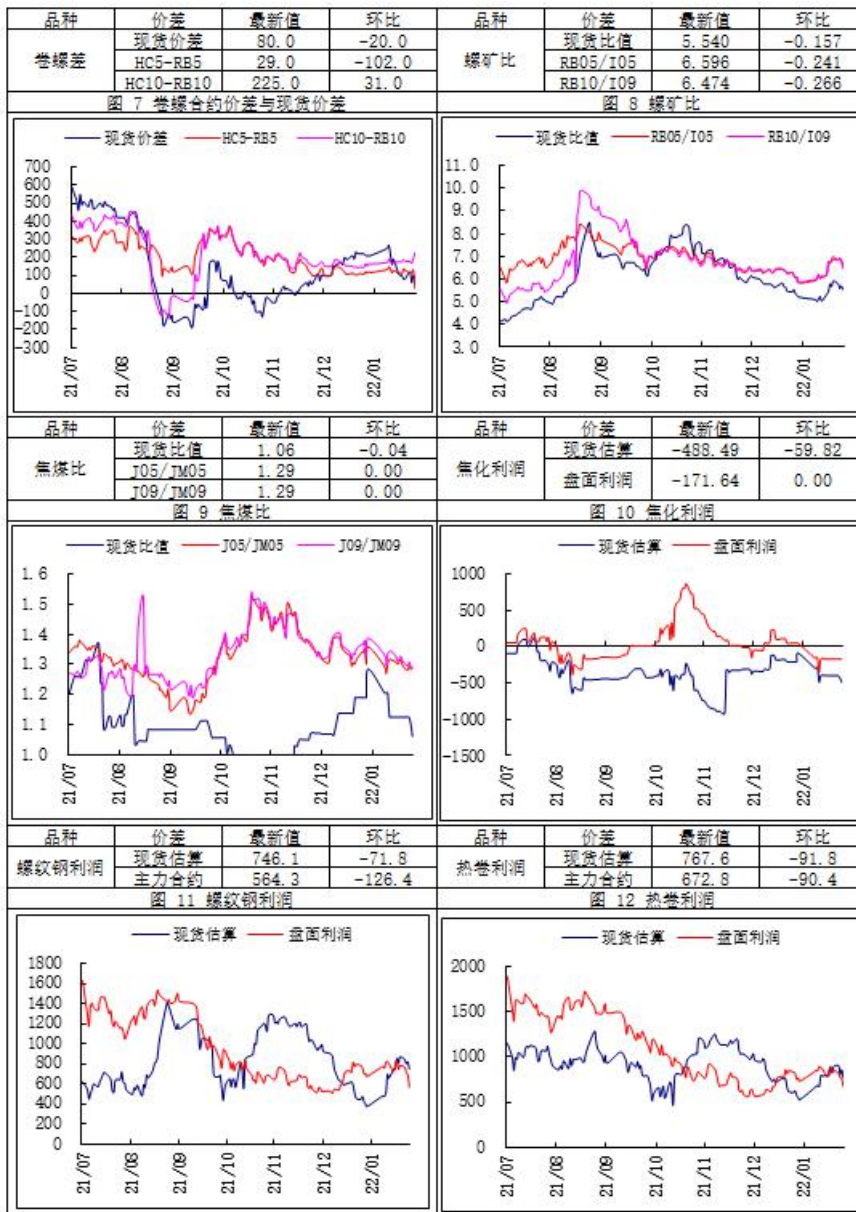 品种 价差 最新值 环比 品种 价差 最新值 环比
卷螺差 现货价差 80.0 -20.0 螺矿比 现货比值 5.540 -0.157
HC5-RB5 29.0 -102.0 RB05/I05 6.596 -0.241
HC10-RB10 225.0 31.0 RB10/I09 6.474 -0.266
图 7 卷螺合约价差与现货价差 图 8 螺矿比
现货价差 HC5-RB5 HC10-RB10
700
600
500
400
300
200
100
0
-100
-200
-300
21/07 21/08 21/09 21/10 21/11 21/12 22/01
现货比值 RB05/I05 RB10/I09
11.0
10.0
9.0
8.0
7.0
6.0
5.0
4.0
3.0
21/07 21/08 21/09 21/10 21/11 21/12 22/01
品种 价差 最新值 环比 品种 价差 最新值 环比
焦煤比 现货比值 1.06 -0.04 焦化利润 现货估算 -488.49 -59.82
J05/JM05 1.29 0.00 盘面利润 -171.64 0.00
J09/JM09 1.29 0.00
图 9 焦煤比 图 10 焦化利润
现货比值 J05/JM05 J09/JM09
1.6
1.5
1.4
1.3
1.2
1.1
1.0
21/07 21/08 21/09 21/10 21/11 21/12 22/01
现货估算 盘面利润
1000
500
0
-500
-1000
-1500
21/07 21/08 21/09 21/10 21/11 21/12 22/01
品种 价差 最新值 环比 品种 价差 最新值 环比
螺纹钢利润 现货估算 746.1 -71.8 热卷利润 现货估算 767.6 -91.8
主力合约 564.3 -126.4 主力合约 672.8 -90.4
图 11 螺纹钢利润 图 12 热卷利润
现货估算 盘面利润
1800
1600
1400
1200
1000
800
600
400
200
0
21/07 21/08 21/09 21/10 21/11 21/12 22/01
现货估算 盘面利润
2000
1500
1000
500
0
21/07 21/08 21/09 21/10 21/11 21/12 22/01